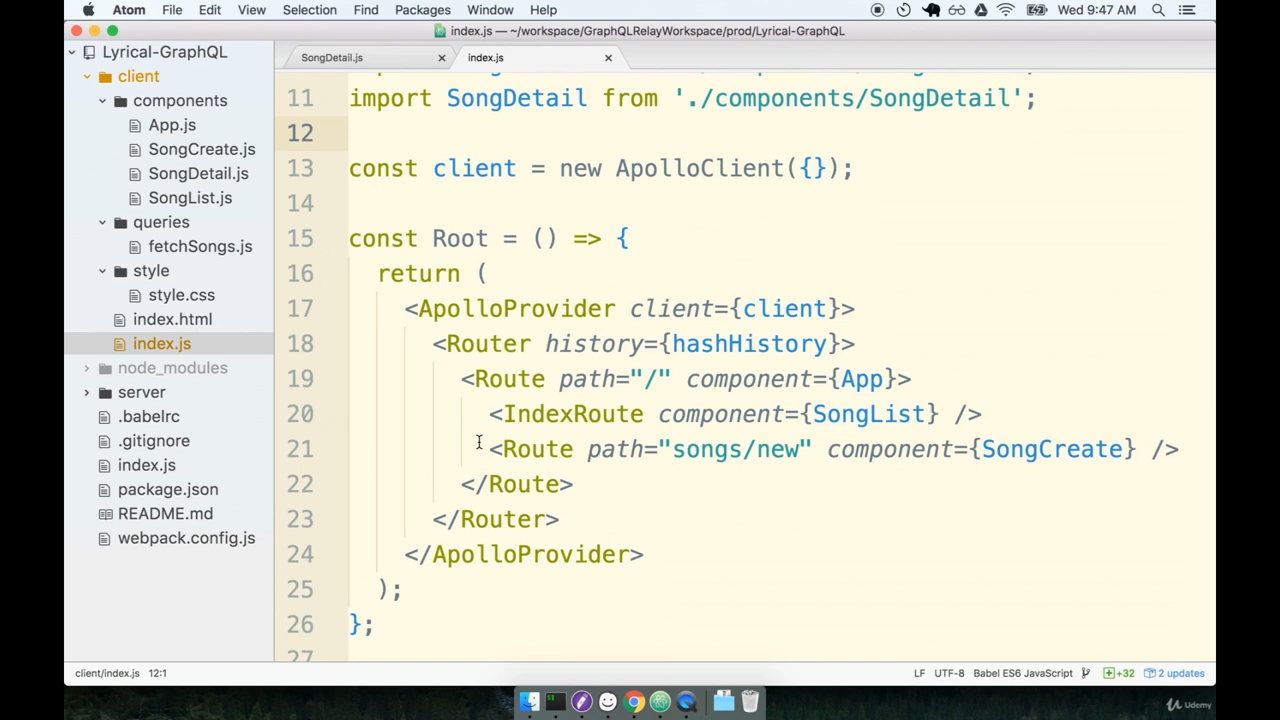 Atom File Edit View Selection Find Packages Window Help Wed 9:47 AM
index.js — ~/workspace/GraphQLRelayWorkspace/prod/Lyrical-GraphQL
Lyrical-GraphQL
client
components
App.js
SongCreate.js
SongDetail.js
SongList.js
queries
fetchSongs.js
style
style.css
index.html
index.js
node_modules
server
.babelrc
.gitignore
index.js
package.json
README.md
webpack.config.js
SongDetail.js index.js
11 import SongDetail from './components/SongDetail';
12
13 const client = new ApolloClient({});
14
15 const Root = () => {
16 return (
17 <ApolloProvider client={client}>
18 <Router history={hashHistory}>
19 <Route path="/" component={App}>
20 <IndexRoute component={SongList} />
21 <Route path="songs/new" component={SongCreate} />
22 </Route>
23 </Router>
24 </ApolloProvider>
25 );
26 };
27
client/index.js 12:1 LF UTF-8 Babel ES6 JavaScript +32 2 updates
Udemy